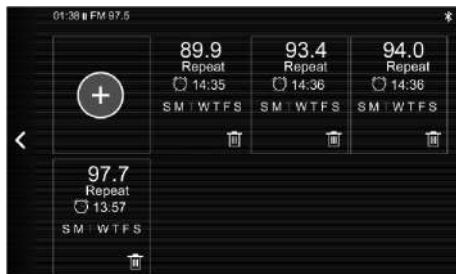 01:38 FM 97.5
89.9
Repeat
14:35
S M T W T F S
93.4
Repeat
14:36
S M T W T F S
94.0
Repeat
14:36
S M T W T F S
97.7
Repeat
13:57
S M T W T F S